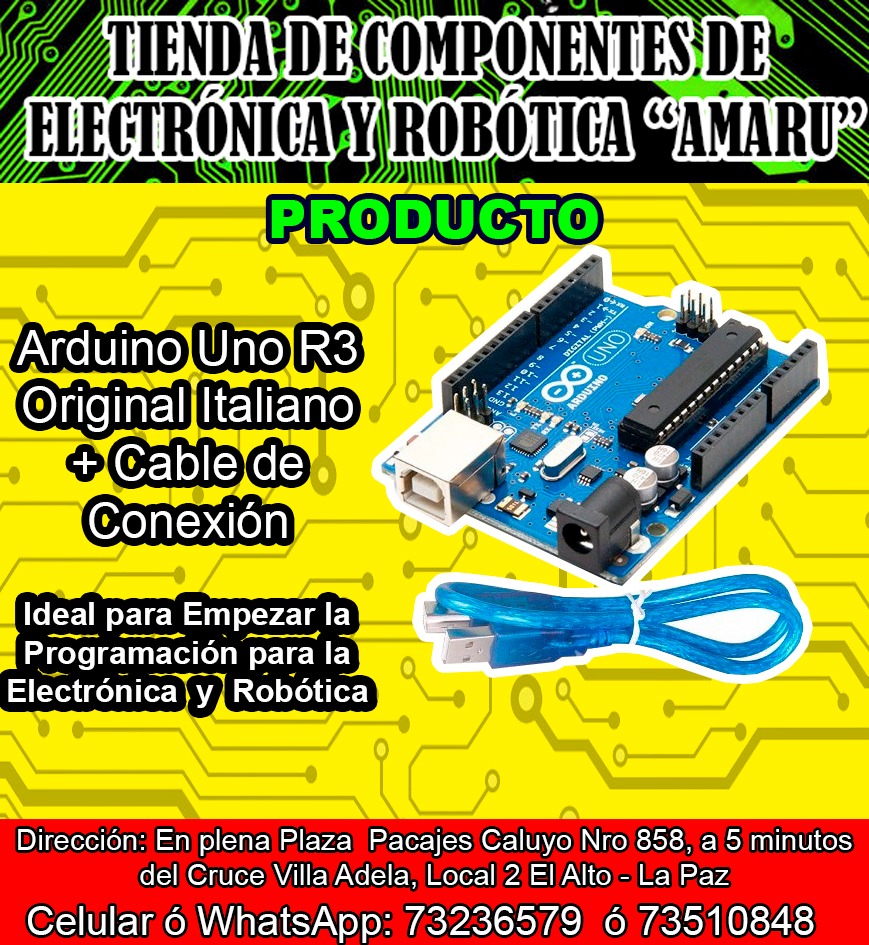 TIENDA DE COMPONENTES DE
ELECTRÓNICA Y ROBÓTICA “AMARU”
PRODUCTO
Arduino Uno R3
Original Italiano
+ Cable de
Conexión
Ideal para Empezar la
Programación para la
Electrónica y Robótica
DIGITAL (PWM~)
UNO
ARDUINO
Dirección: En plena Plaza Pacajes Caluyo Nro 858, a 5 minutos
del Cruce Villa Adela, Local 2 El Alto - La Paz
Celular ó WhatsApp: 73236579 ó 73510848